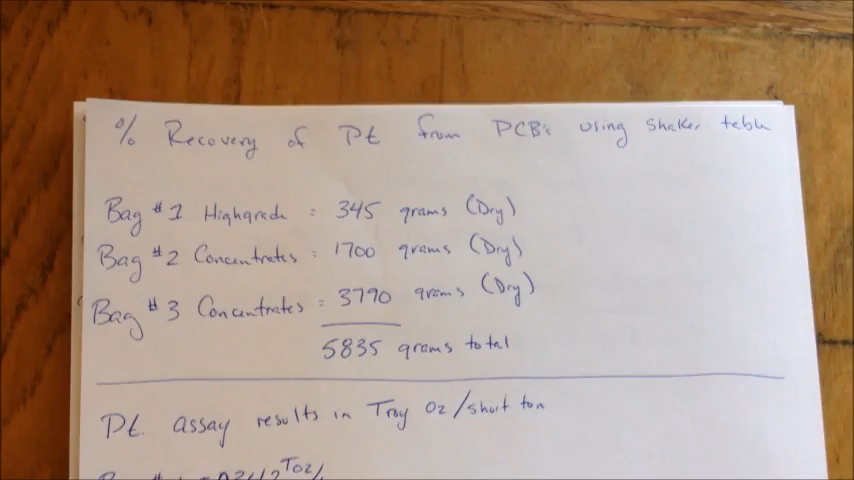 % Recovery of Pt from PCB's using shaker table
Bag #1 Highgrade = 345 grams (Dry)
Bag #2 Concentrates = 1700 grams (Dry)
Bag #3 Concentrates = 3790 grams (Dry)
5835 grams total
Pt assay results in Troy Oz/short ton